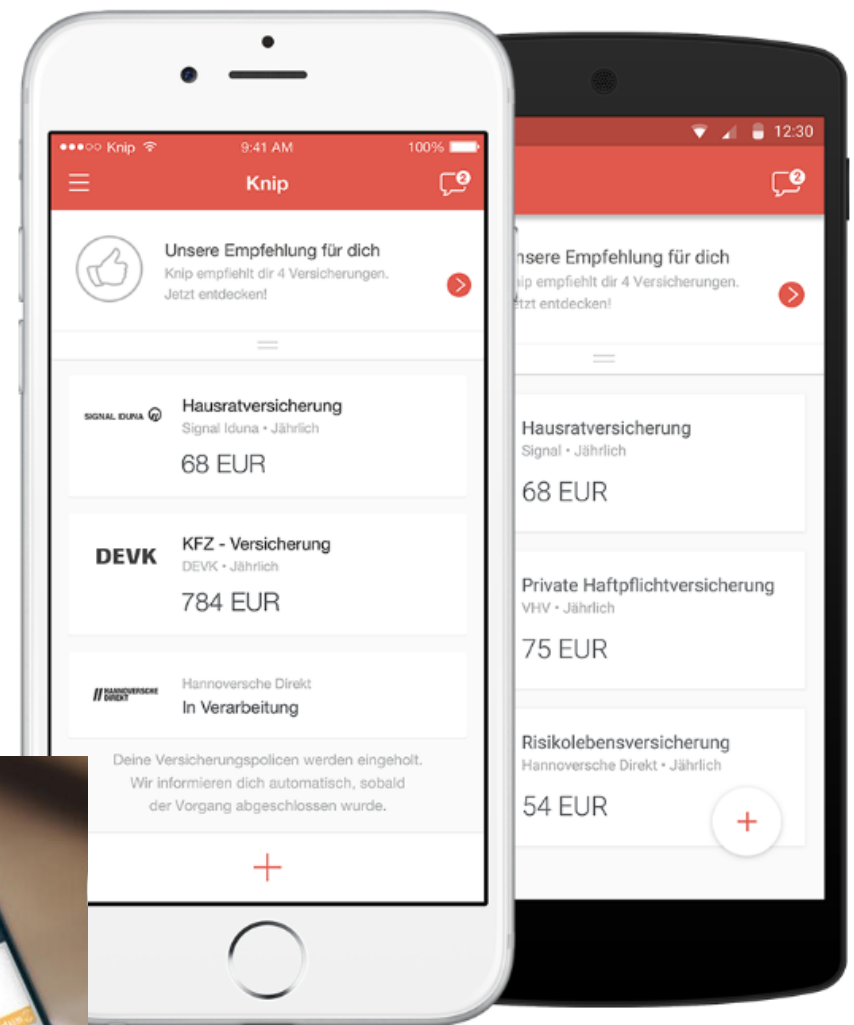 Knip
9:41 AM
100%
Knip
2
Unsere Empfehlung für dich
Knip empfiehlt dir 4 Versicherungen.
Jetzt entdecken!
SIGNAL IDUNA
Hausratversicherung
Signal Iduna • Jährlich
68 EUR
DEVK
KFZ - Versicherung
DEVK • Jährlich
784 EUR
HANNOVERSCHE
DIREKT
Hannoversche Direkt
In Verarbeitung
Deine Versicherungspolicen werden eingeholt.
Wir informieren dich automatisch, sobald
der Vorgang abgeschlossen wurde.
+
12:30
2
nsere Empfehlung für dich
ip empfiehlt dir 4 Versicherungen.
tzt entdecken!
Hausratversicherung
Signal • Jährlich
68 EUR
Private Haftpflichtversicherung
VHV • Jährlich
75 EUR
Risikolebensversicherung
Hannoversche Direkt • Jährlich
54 EUR
+